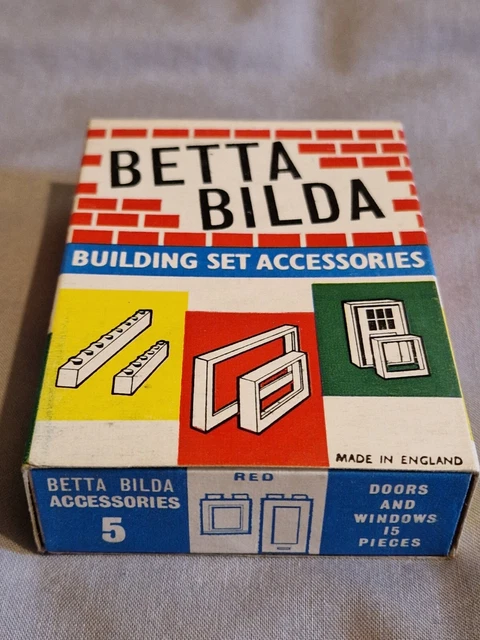 BETTA
BILDA
BUILDING SET ACCESSORIES
MADE IN ENGLAND
BETTA BILDA
ACCESSORIES
5
RED
DOORS
AND
WINDOWS
15
PIECES